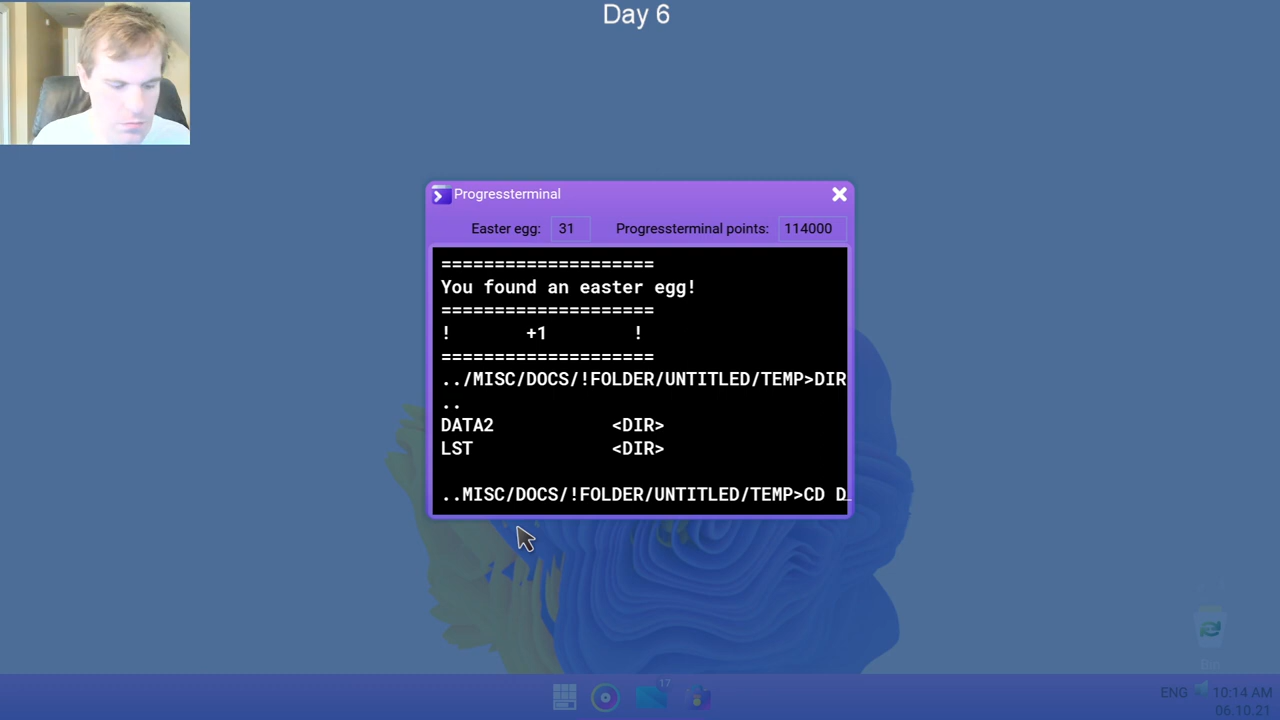 Day 6
Progressterminal
Easter egg: 31 Progressterminal points: 114000
====================
You found an easter egg!
====================
! +1 !
====================
../MISC/DOCS/!FOLDER/UNTITLED/TEMP>DIR
..
DATA2 <DIR>
LST <DIR>
..MISC/DOCS/!FOLDER/UNTITLED/TEMP>CD D_
Bin
17
ENG 10:14 AM
06.10.21